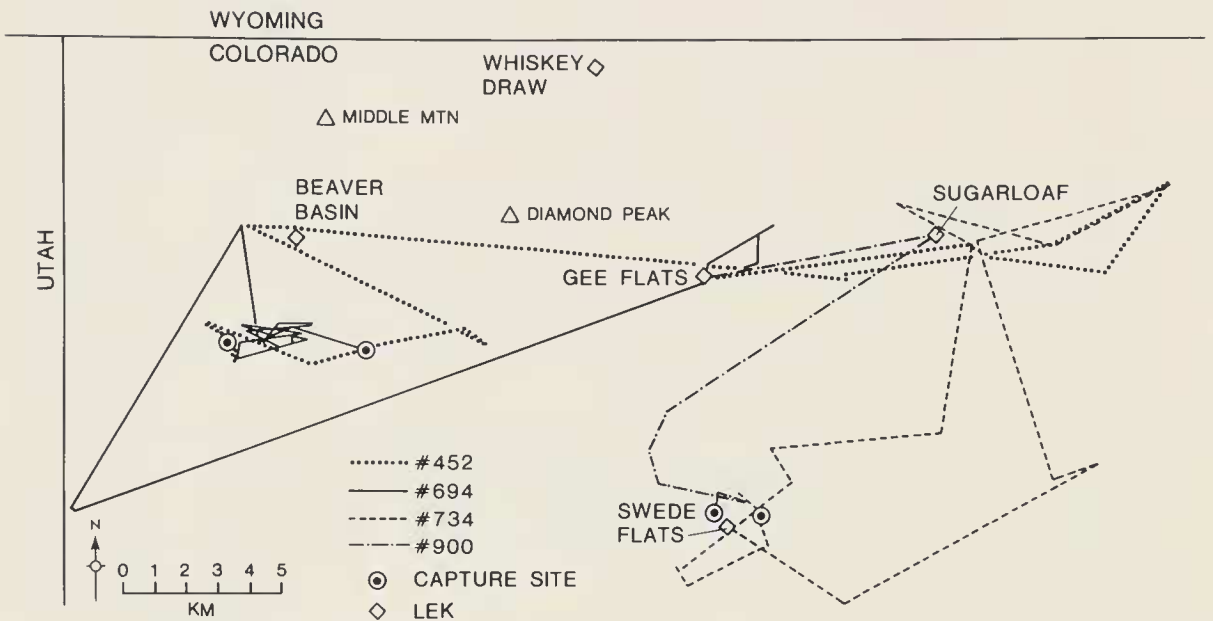 WYOMING
COLORADO
WHISKEY
DRAW
MIDDLE MTN
BEAVER
BASIN
DIAMOND PEAK
SUGARLOAF
GEE FLATS
UTAH
#452
#694
#734
#900
SWEDE
FLATS
N
0 1 2 3 4 5
KM
CAPTURE SITE
LEK